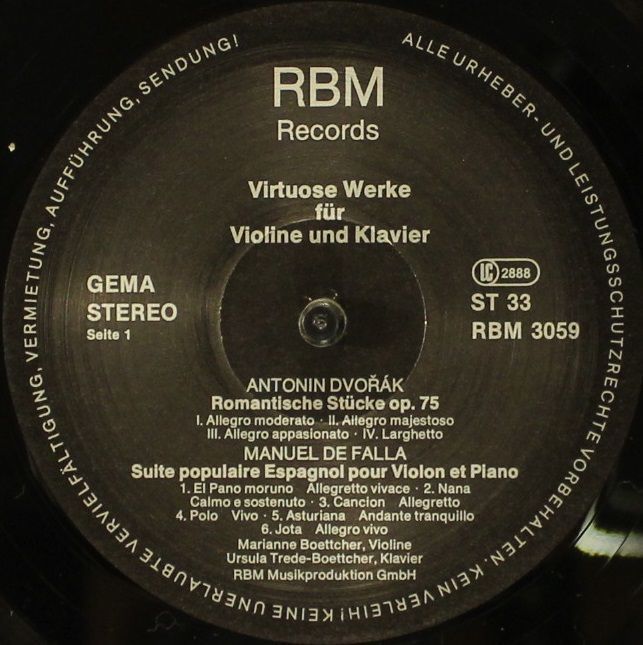 RBM
Records
Virtuose Werke
für
Violine und Klavier
GEMA
STEREO
Seite 1
LC 2888
ST 33
RBM 3059
ANTONIN DVOŘÁK
Romantische Stücke op. 75
I. Allegro moderato · II. Allegro majestoso
III. Allegro appasionato · IV. Larghetto
MANUEL DE FALLA
Suite populaire Espagnol pour Violon et Piano
1. El Pano moruno Allegretto vivace · 2. Nana
Calmo e sostenuto · 3. Cancion Allegretto
4. Polo Vivo · 5. Asturiana Andante tranquillo
6. Jota Allegro vivo
Marianne Boettcher, Violine
Ursula Trede-Boettcher, Klavier
RBM Musikproduktion GmbH
ALLE URHEBER- UND LEISTUNGSSCHUTZRECHTE VORBEHALTEN. KEIN VERLEIH! KEINE UNERLAUBTE VERVIELFÄLTIGUNG, VERMIETUNG, AUFFÜHRUNG, SENDUNG!